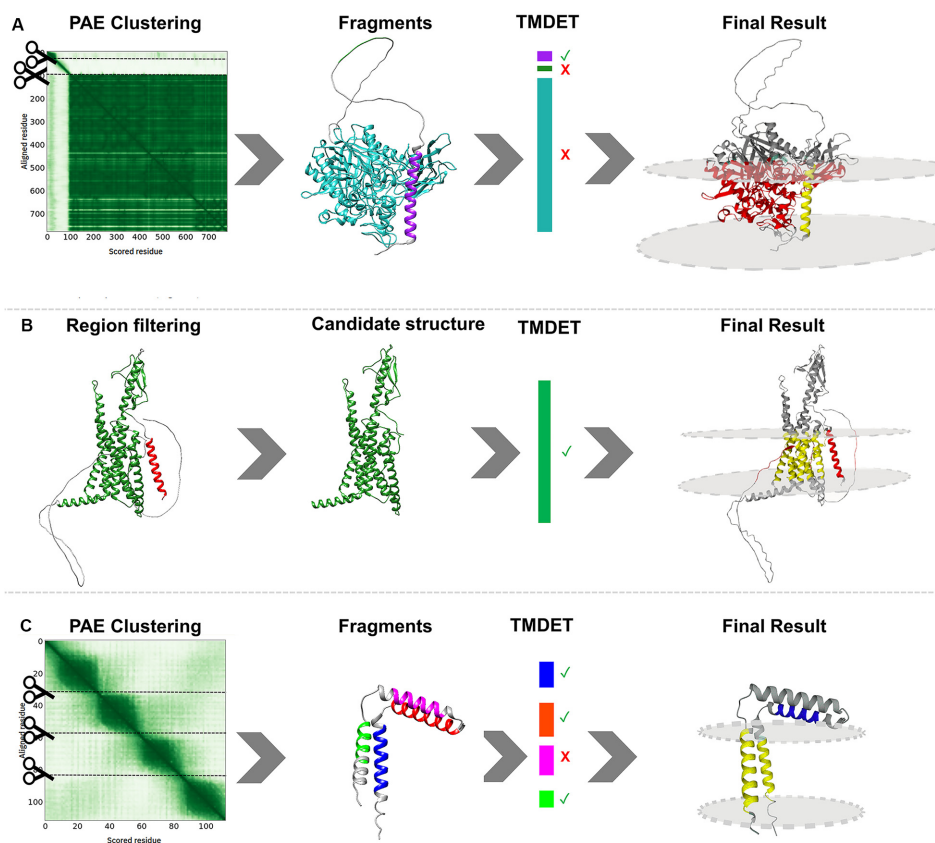 A
PAE Clustering
Fragments
TMDET
Final Result
✓
X
X
Aligned residue
200
300
400
500
600
700
0 100 200 300 400 500 600 700
Scored residue
B
Region filtering
Candidate structure
TMDET
Final Result
✓
C
PAE Clustering
Fragments
TMDET
Final Result
✓
✓
X
✓
Aligned residue
0
20
40
100
0 20 40 60 80 100
Scored residue